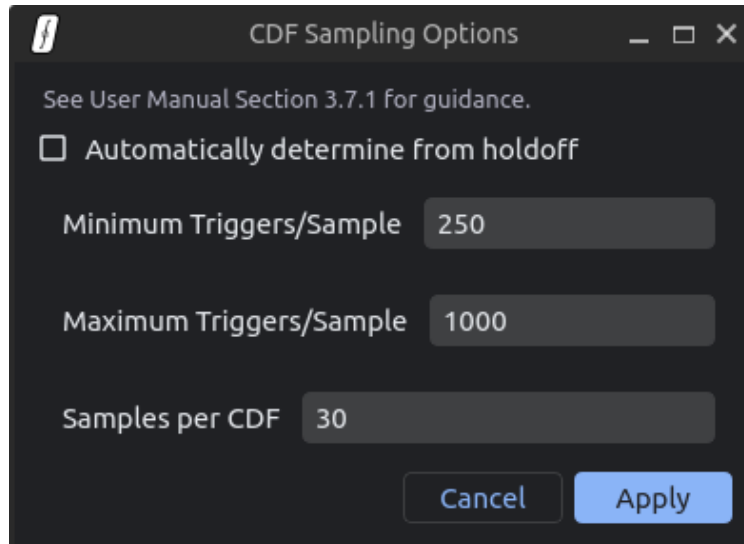 CDF Sampling Options
See User Manual Section 3.7.1 for guidance.
Automatically determine from holdoff
Minimum Triggers/Sample 250
Maximum Triggers/Sample 1000
Samples per CDF 30
Cancel Apply